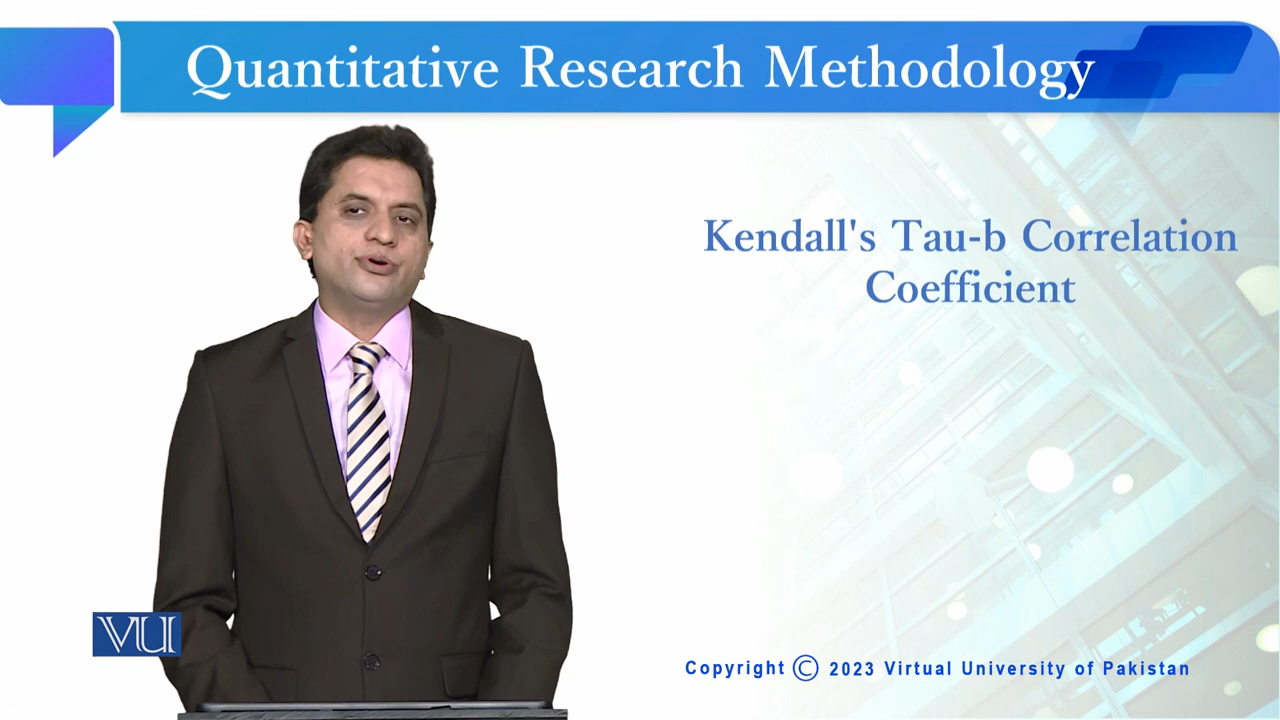 Quantitative Research Methodology
Kendall's Tau-b Correlation
Coefficient
VU
Copyright © 2023 Virtual University of Pakistan